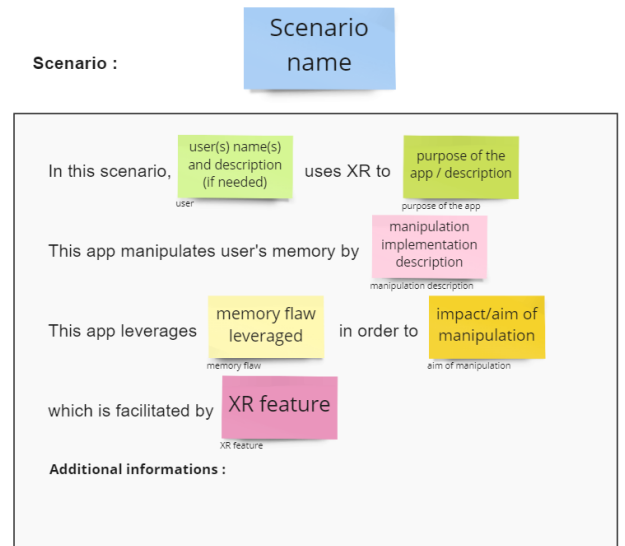 Scenario :
Scenario
name
In this scenario,
user(s) name(s)
and description
(if needed)
user
uses XR to
purpose of the
app / description
purpose of the app
This app manipulates user's memory by
manipulation
implementation
description
manipulation description
This app leverages
memory flaw
leveraged
memory flaw
in order to
impact/aim of
manipulation
aim of manipulation
which is facilitated by
XR feature
XR feature
Additional informations :